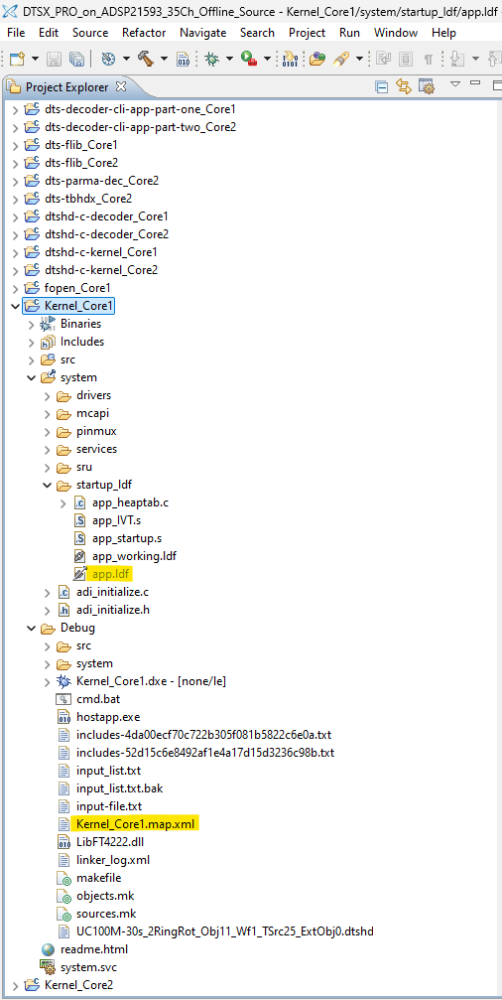 DTSX_PRO_on_ADSP21593_35Ch_Offline_Source - Kernel_Core1/system/startup_ldf/app.ldf -
File Edit Source Refactor Navigate Search Project Run Window Help
Project Explorer
dts-decoder-cli-app-part-one_Core1
dts-decoder-cli-app-part-two_Core2
dts-flib_Core1
dts-flib_Core2
dts-parma-dec_Core2
dts-tbhdx_Core2
dtshd-c-decoder_Core1
dtshd-c-decoder_Core2
dtshd-c-kernel_Core1
dtshd-c-kernel_Core2
fopen_Core1
Kernel_Core1
Binaries
Includes
src
system
drivers
mcapi
pinmux
services
sru
startup_ldf
app_heaptab.c
app_IVT.s
app_startup.s
app_working.ldf
app.ldf
adi_initialize.c
adi_initialize.h
Debug
src
system
Kernel_Core1.dxe - [none/le]
cmd.bat
hostapp.exe
includes-4da00ecf70c722b305f081b5822c6e0a.txt
includes-52d15c6e8492af1e4a17d15d3236c98b.txt
input_list.txt
input_list.txt.bak
input-file.txt
Kernel_Core1.map.xml
LibFT4222.dll
linker_log.xml
makefile
objects.mk
sources.mk
UC100M-30s_2RingRot_Obj11_Wf1_TSrc25_ExtObj0.dtshd
readme.html
system.svc
Kernel_Core2